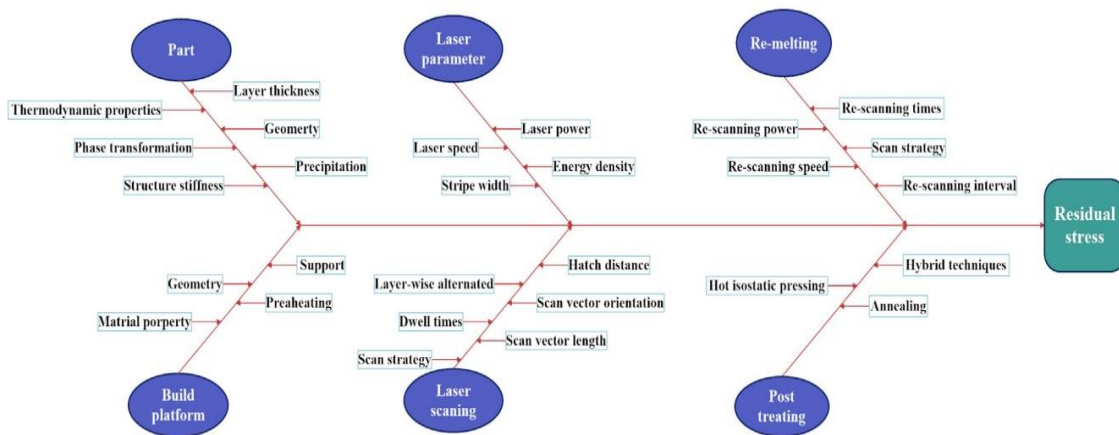 Part
Laser
parameter
Re-melting
Layer thickness
Thermodynamic properties
Geomerty
Phase transformation
Precipitation
Structure stiffness
Laser power
Laser speed
Energy density
Stripe width
Re-scanning times
Re-scanning power
Scan strategy
Re-scanning speed
Re-scanning interval
Residual
stress
Support
Geometry
Preaheating
Matrial porperty
Hatch distance
Layer-wise alternated
Scan vector orientation
Dwell times
Scan vector length
Scan strategy
Hybrid techniques
Hot isostatic pressing
Annealing
Build
platform
Laser
scaning
Post
treating